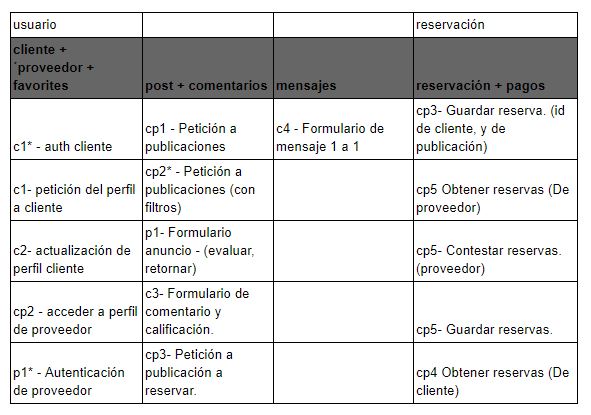 usuario
reservación
cliente +
*proveedor +
favorites
post + comentarios
mensajes
reservación + pagos
c1* - auth cliente
cp1 - Petición a
publicaciones
c4 - Formulario de
mensaje 1 a 1
cp3- Guardar reserva. (id
de cliente, y de
publicación)
c1- petición del perfil
a cliente
cp2* - Petición a
publicaciones (con
filtros)
cp5 Obtener reservas (De
proveedor)
c2- actualización de
perfil cliente
p1- Formulario
anuncio - (evaluar,
retornar)
cp5- Contestar reservas.
(proveedor)
cp2 - acceder a perfil
de proveedor
c3- Formulario de
comentario y
calificación.
cp5- Guardar reservas.
p1* - Autenticación
de proveedor
cp3- Petición a
publicación a
reservar.
cp4 Obtener reservas (De
cliente)